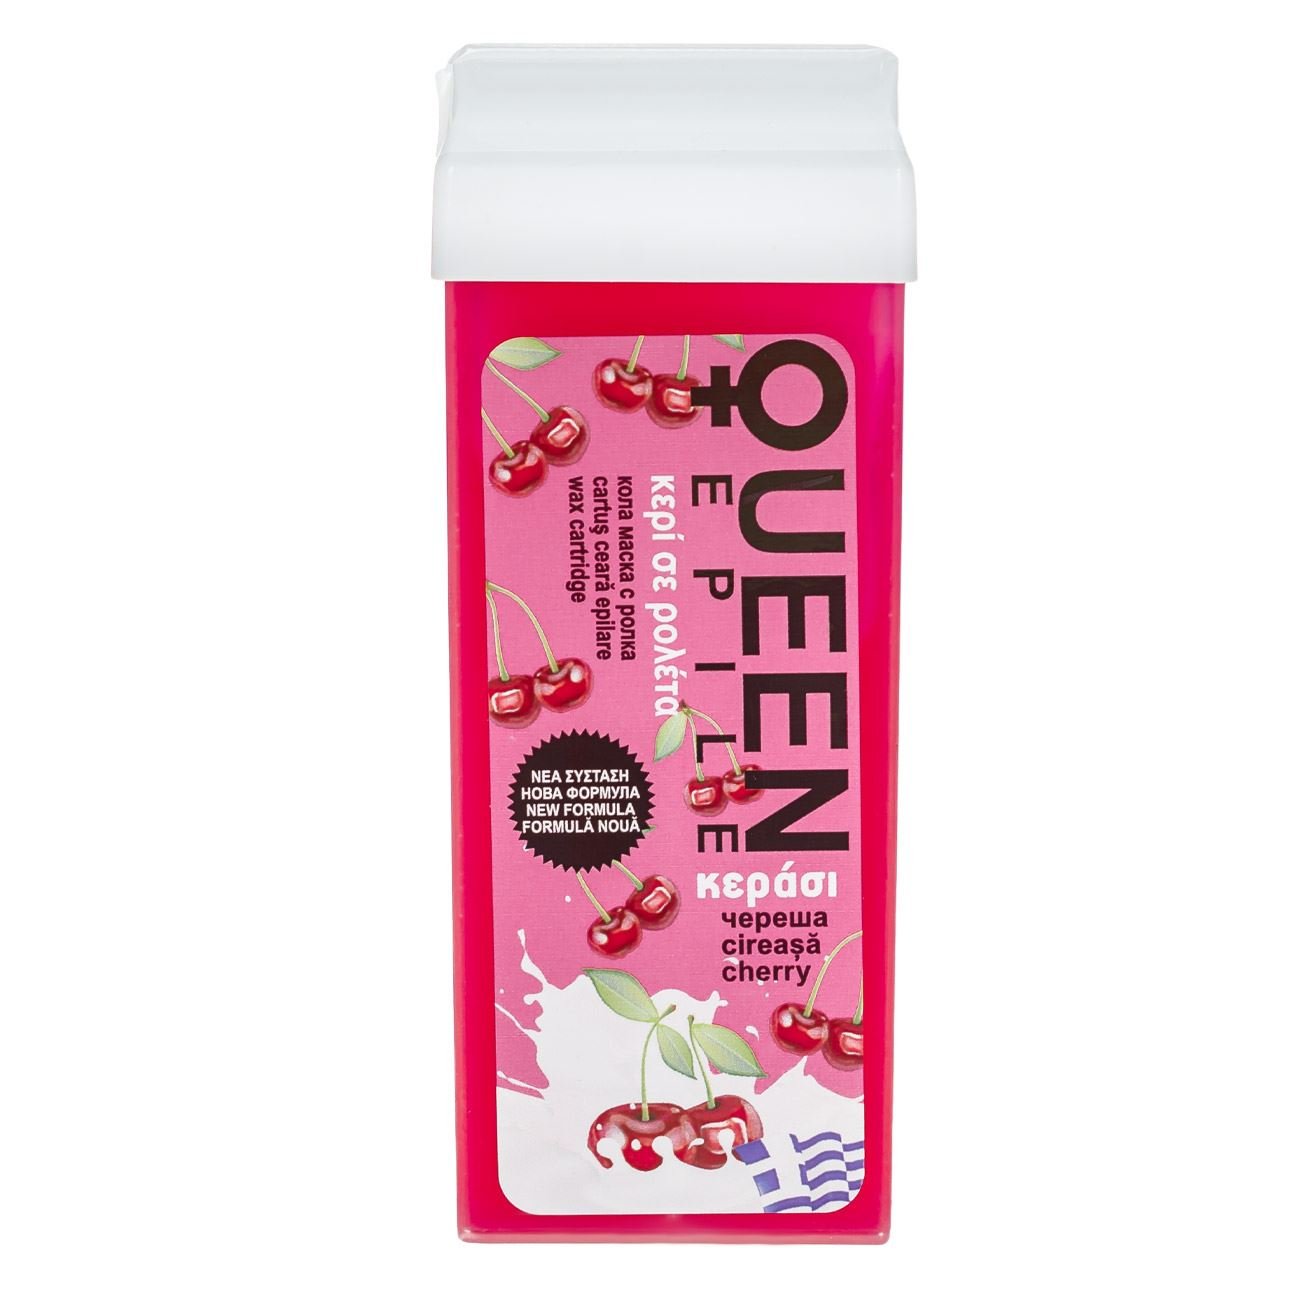 QUEEN
EPILE
κερί σε ρολέτα
кола маска с ролка
cartuş ceară epilare
wax cartridge
ΝΕΑ ΣΥΣΤΑΣΗ
НОВА ФОРМУЛА
NEW FORMULA
FORMULĂ NOUĂ
κεράσι
череша
cireașă
cherry